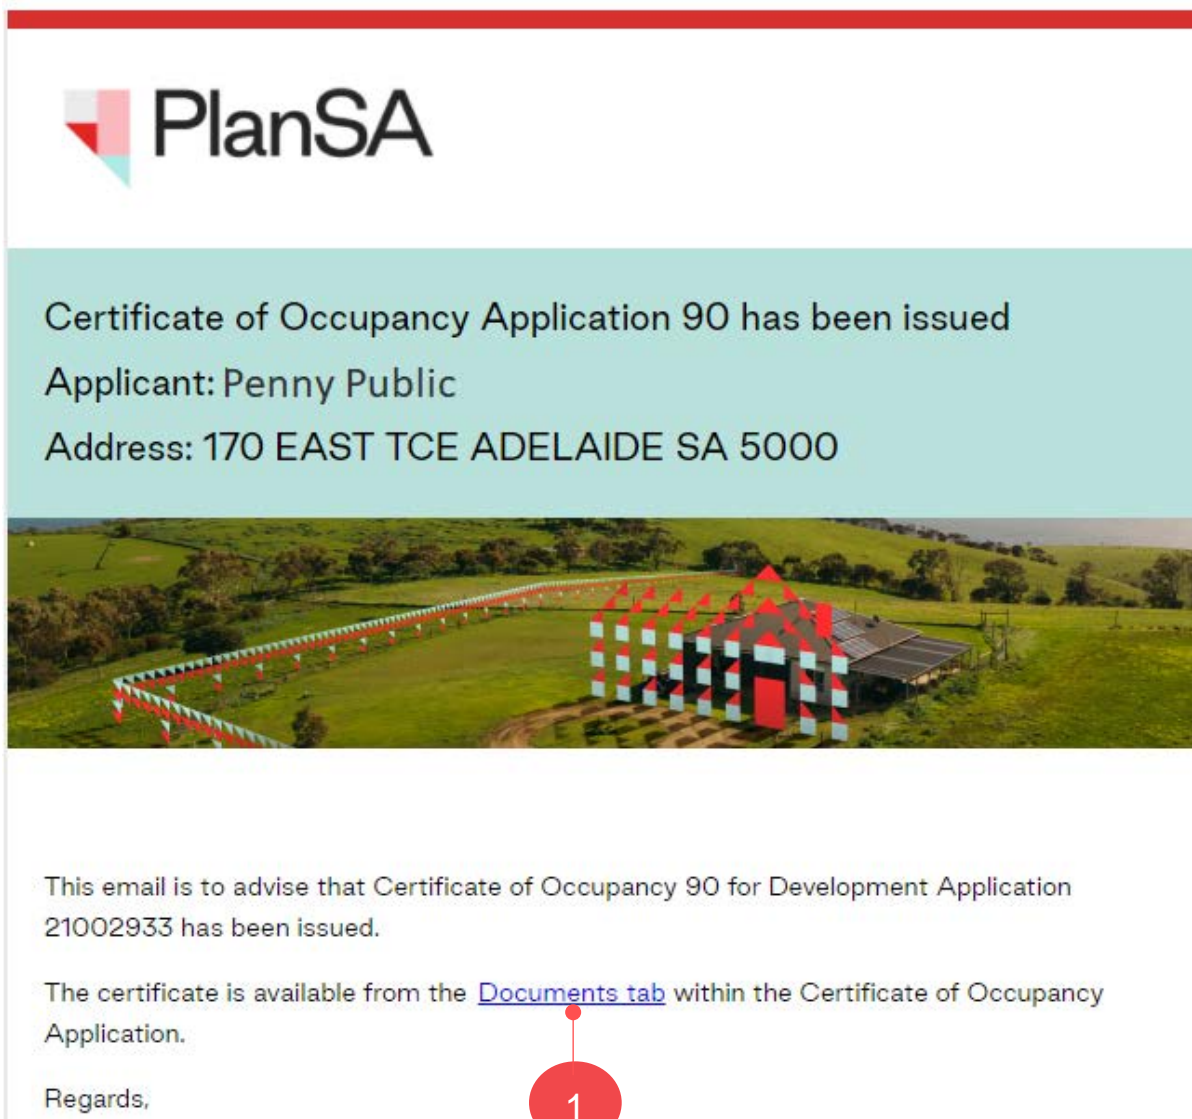 PlanSA
Certificate of Occupancy Application 90 has been issued
Applicant: Penny Public
Address: 170 EAST TCE ADELAIDE SA 5000
This email is to advise that Certificate of Occupancy 90 for Development Application
21002933 has been issued.
The certificate is available from the Documents tab within the Certificate of Occupancy
Application.
Regards,
1